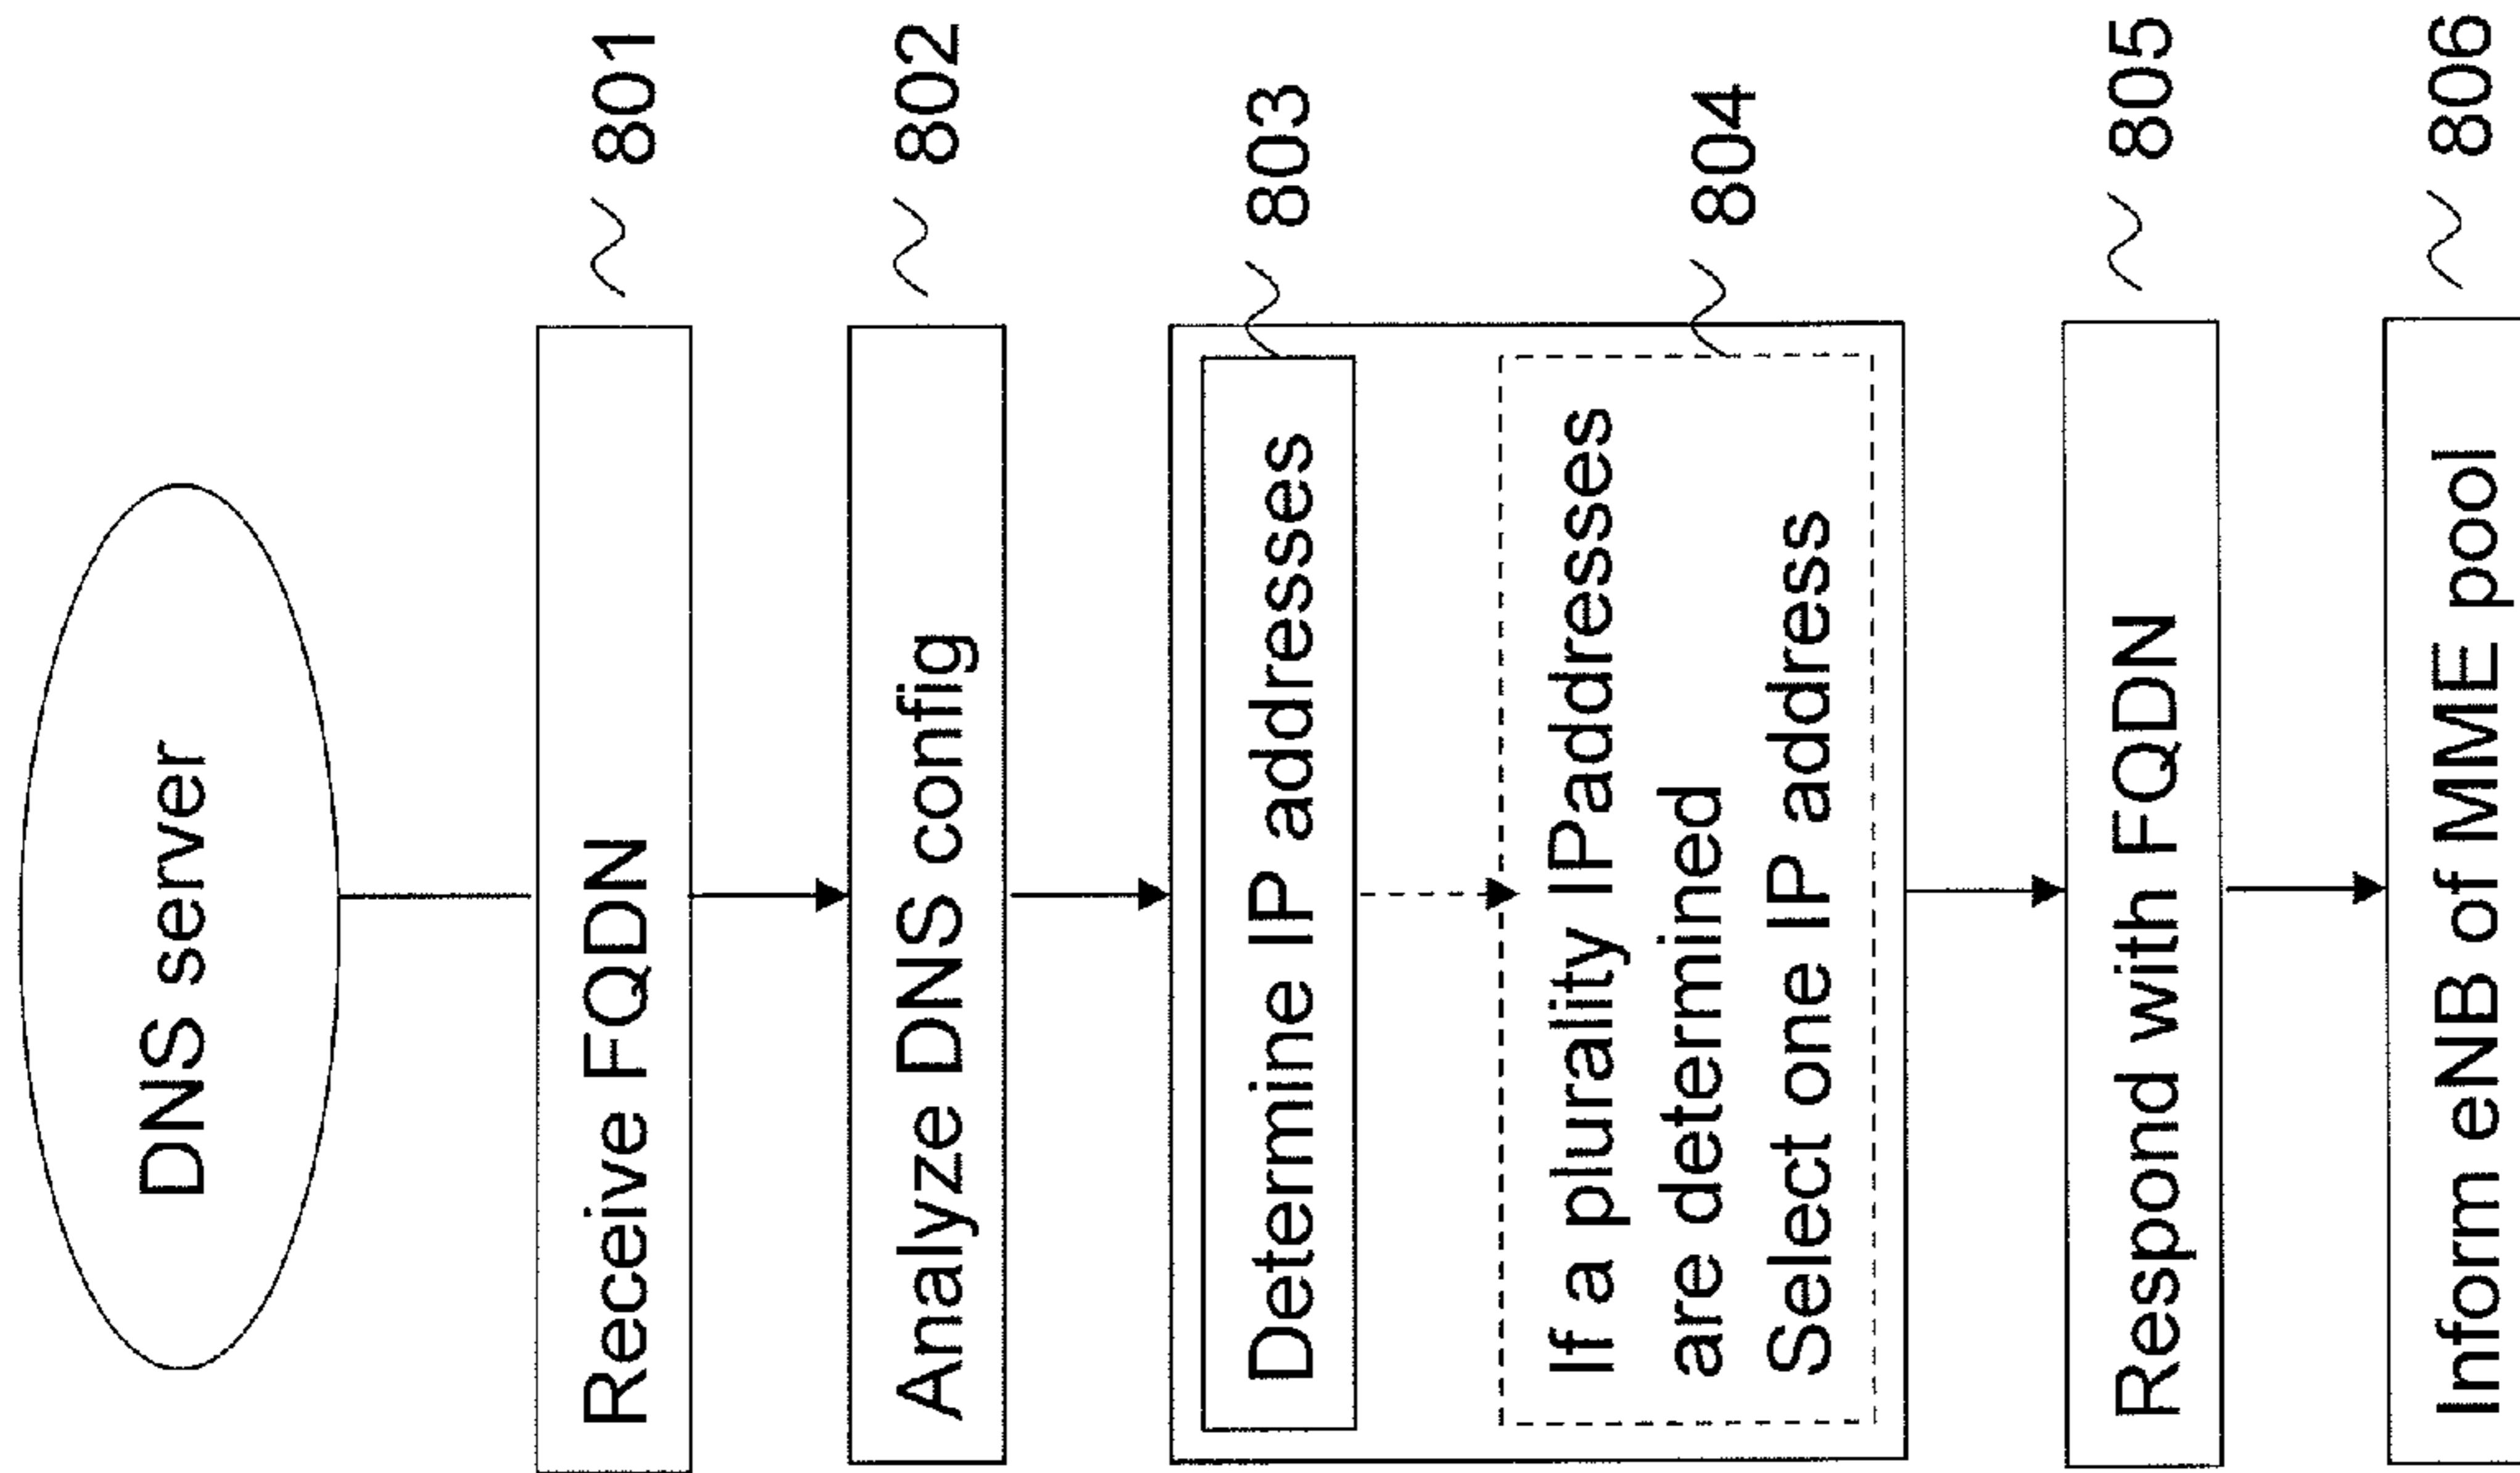 DNS server
Receive FQDN
801
Analyze DNS config
802
Determine IP addresses
803
If a plurality IPaddresses
are determined
Select one IP address
804
Respond with FQDN
805
Inform eNB of MME pool
806